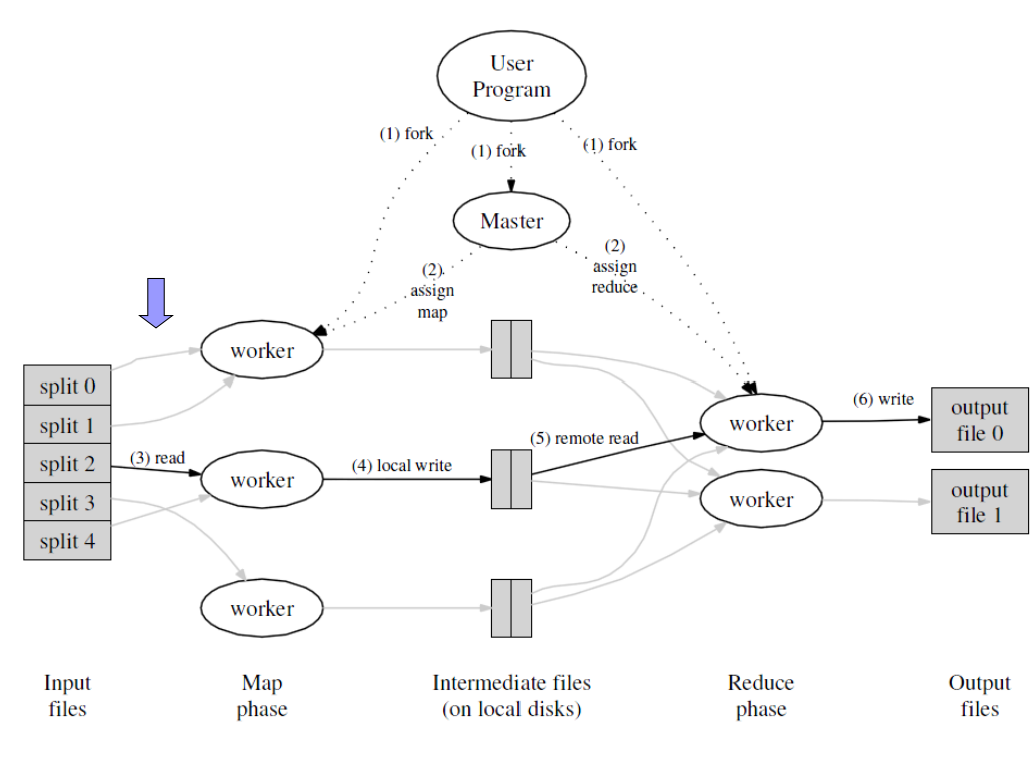 User
Program
(1) fork
(1) fork
(1) fork
Master
(2)
assign
map
(2)
assign
reduce
worker
split 0
split 1
split 2
split 3
split 4
(3) read
worker
(4) local write
worker
(5) remote read
worker
worker
(6) write
output
file 0
output
file 1
Input
files
Map
phase
Intermediate files
(on local disks)
Reduce
phase
Output
files